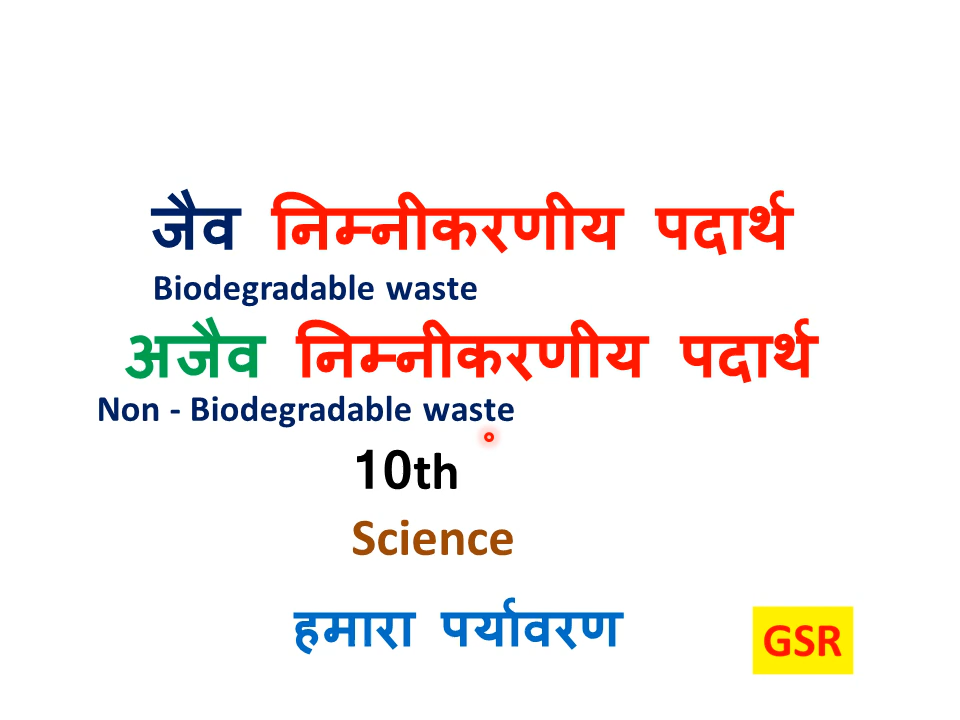 जैव निम्नीकरणीय पदार्थ
Biodegradable waste
अजैव निम्नीकरणीय पदार्थ
Non - Biodegradable waste
10th
Science
हमारा पर्यावरण
GSR